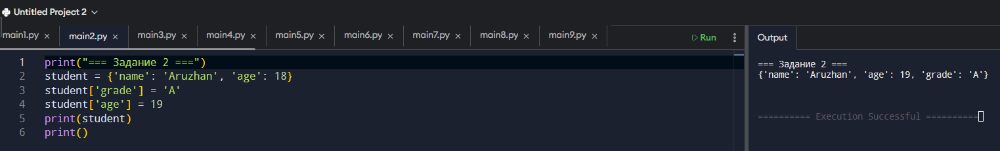 Untitled Project 2
main1.py × main2.py × main3.py × main4.py × main5.py × main6.py × main7.py × main8.py × main9.py ×
Run
Output
1 print("=== Задание 2 ===")
2 student = {'name': 'Aruzhan', 'age': 18}
3 student['grade'] = 'A'
4 student['age'] = 19
5 print(student)
6 print()
=== Задание 2 ===
{'name': 'Aruzhan', 'age': 19, 'grade': 'A'}
========== Execution Successful ==========